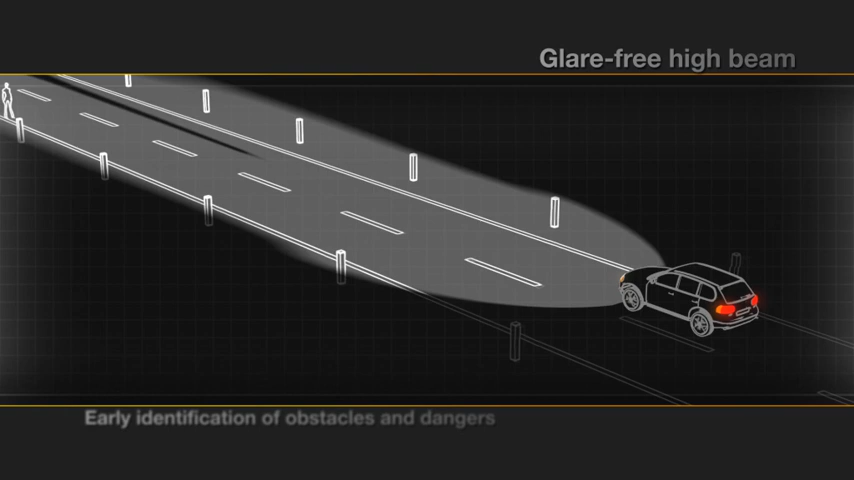 Glare-free high beam
Early identification of obstacles and dangers